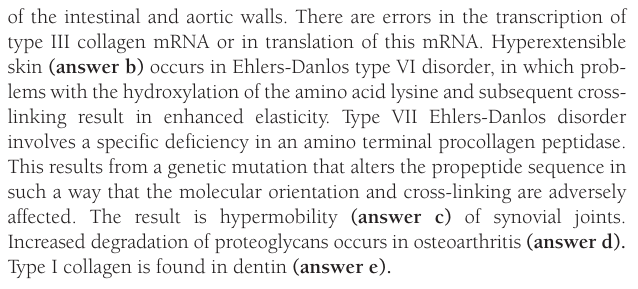 of the intestinal and aortic walls. There are errors in the transcription of
type III collagen mRNA or in translation of this mRNA. Hyperextensible
skin (answer b) occurs in Ehlers-Danlos type VI disorder, in which prob-
lems with the hydroxylation of the amino acid lysine and subsequent cross-
linking result in enhanced elasticity. Type VII Ehlers-Danlos disorder
involves a specific deficiency in an amino terminal procollagen peptidase.
This results from a genetic mutation that alters the propeptide sequence in
such a way that the molecular orientation and cross-linking are adversely
affected. The result is hypermobility (answer c) of synovial joints.
Increased degradation of proteoglycans occurs in osteoarthritis (answer d).
Type I collagen is found in dentin (answer e).